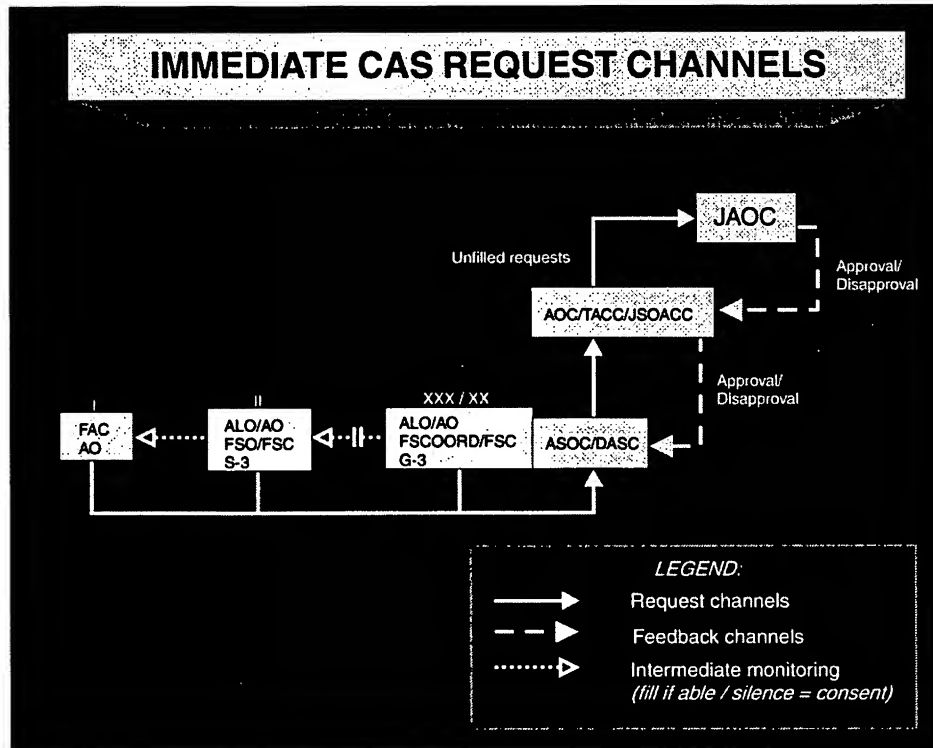 IMMEDIATE CAS REQUEST CHANNELS
JAOC
Unfilled requests
Approval/
Disapproval
AOC/TACC/JSOACC
Approval/
Disapproval
I
FAC
AO
II
ALO/AO
FSO/FSC
S-3
XXX / XX
ALO/AO
FSCOORD/FSC
G-3
ASOC/DASC
LEGEND:
Request channels
Feedback channels
Intermediate monitoring
(fill if able / silence = consent)